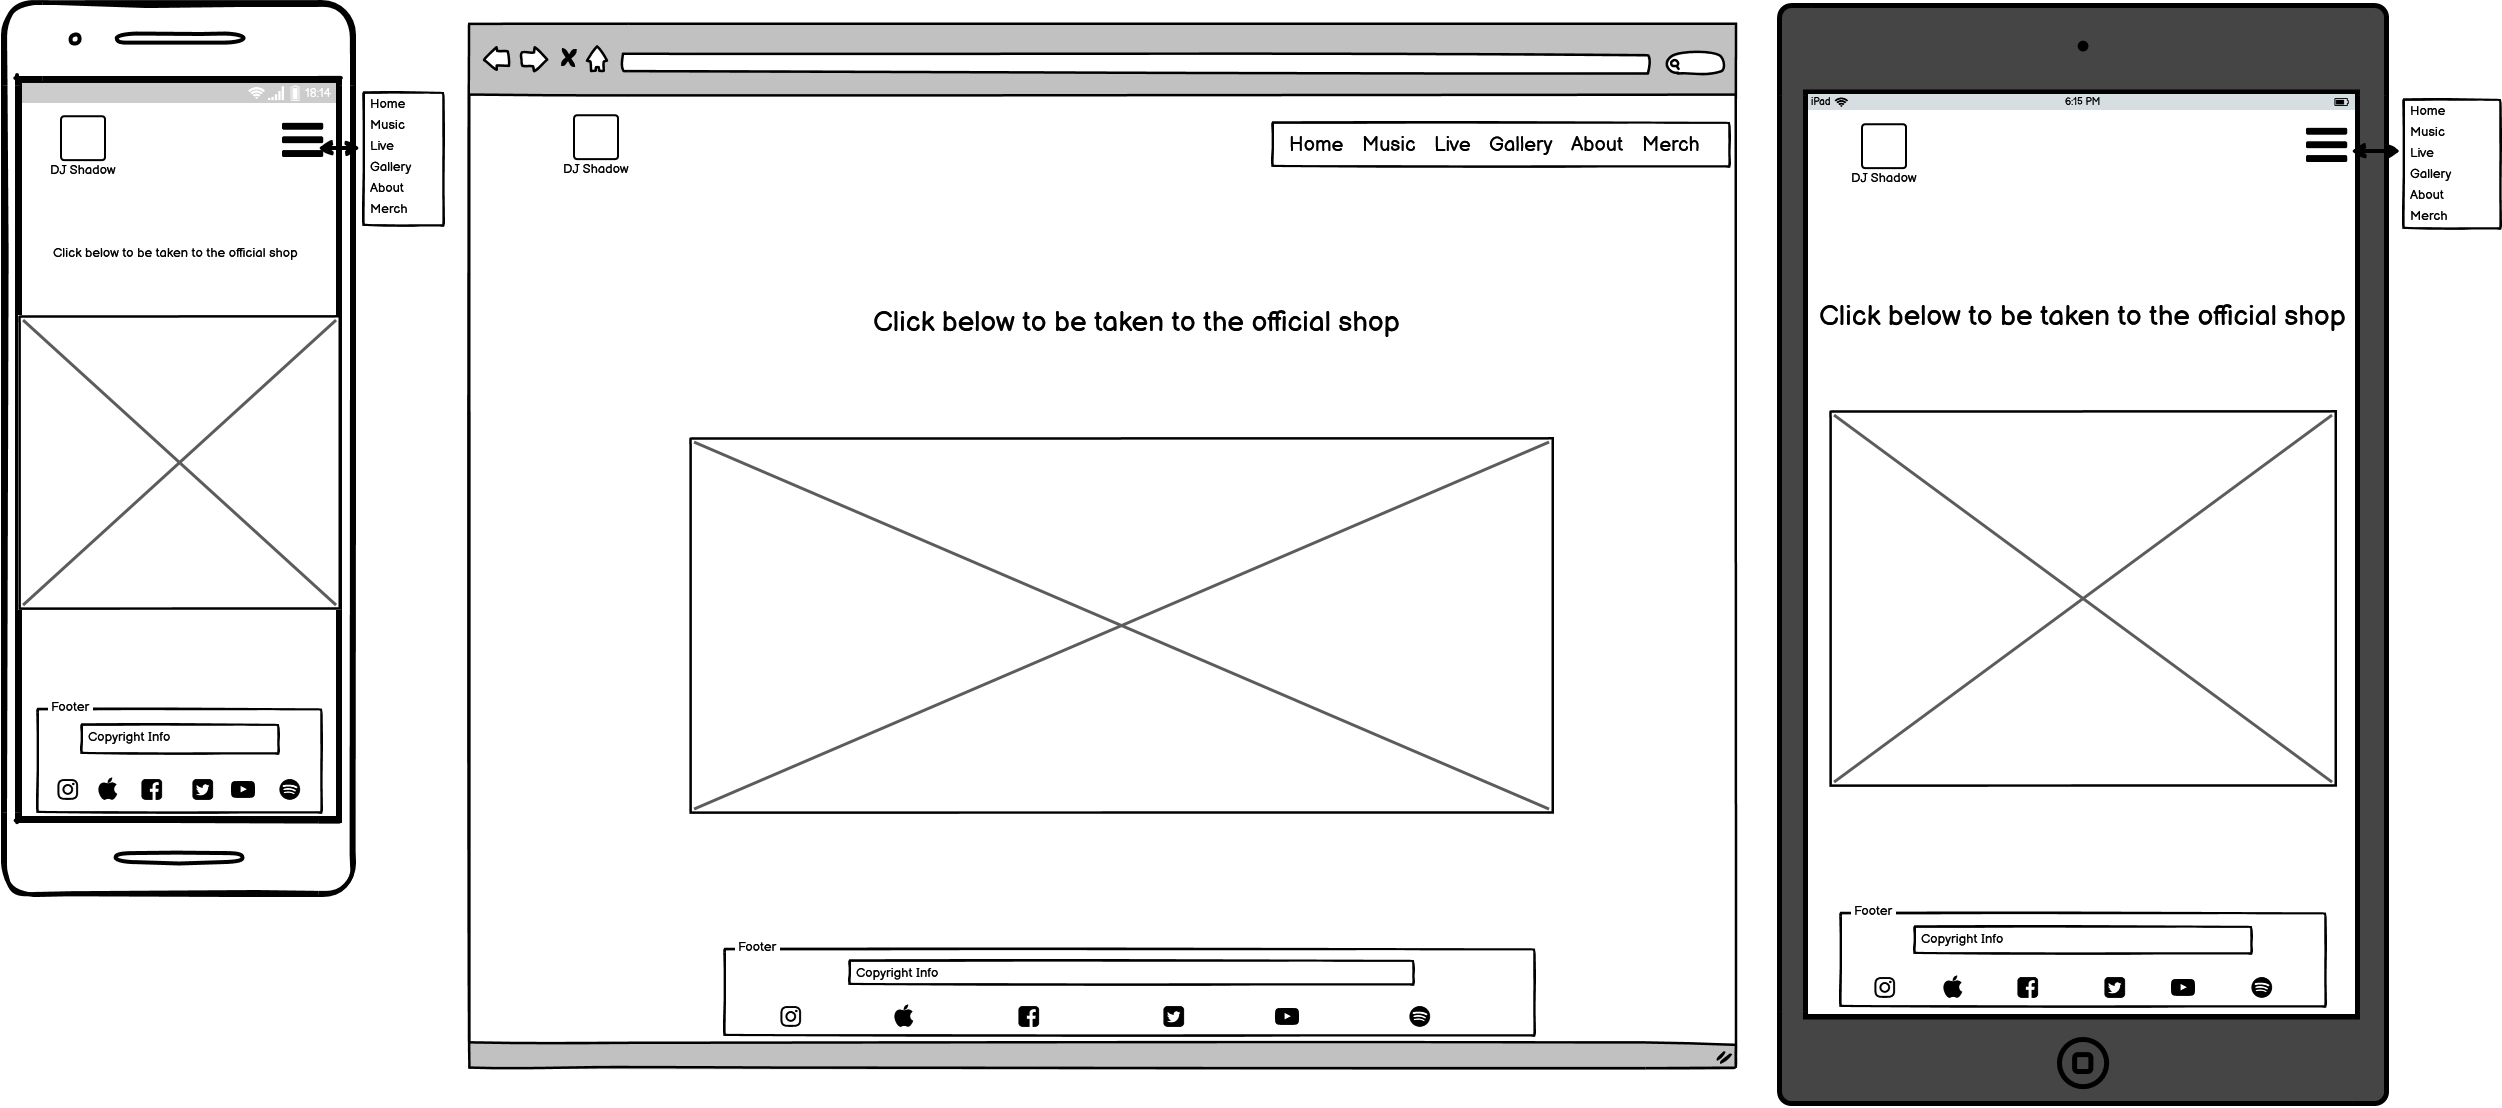 18:14
DJ Shadow
Home
Music
Live
Gallery
About
Merch
Click below to be taken to the official shop
Footer
Copyright Info
DJ Shadow
Home Music Live Gallery About Merch
Click below to be taken to the official shop
Footer
Copyright Info
iPad 6:15 PM
DJ Shadow
Home
Music
Live
Gallery
About
Merch
Click below to be taken to the official shop
Footer
Copyright Info